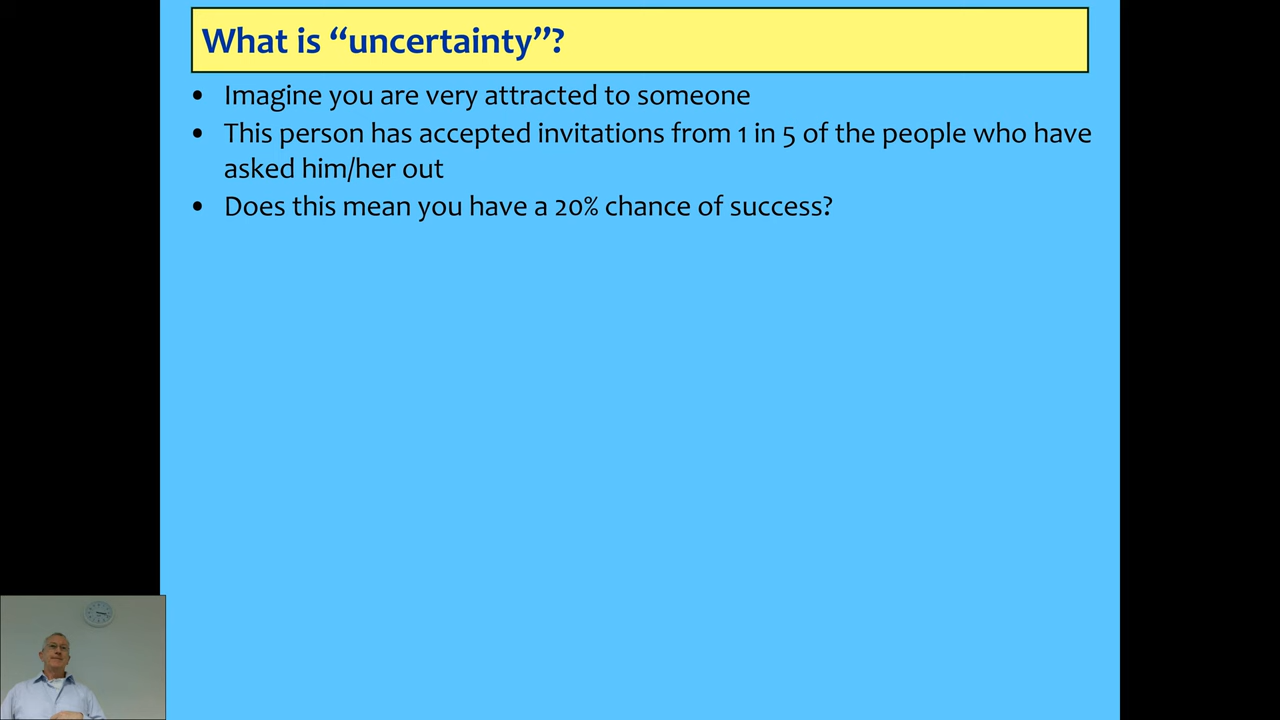 What is “uncertainty”?
• Imagine you are very attracted to someone
• This person has accepted invitations from 1 in 5 of the people who have
asked him/her out
• Does this mean you have a 20% chance of success?